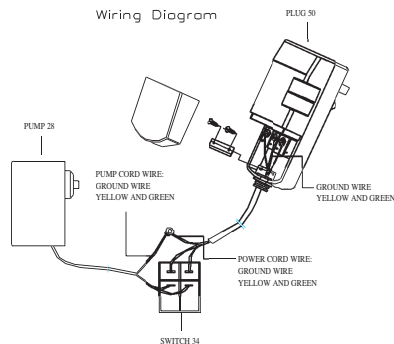 Wiring Diagram
PLUG 50
PUMP 28
PUMP CORD WIRE:
GROUND WIRE
YELLOW AND GREEN
GROUND WIRE
YELLOW AND GREEN
POWER CORD WIRE:
GROUND WIRE
YELLOW AND GREEN
SWITCH 34